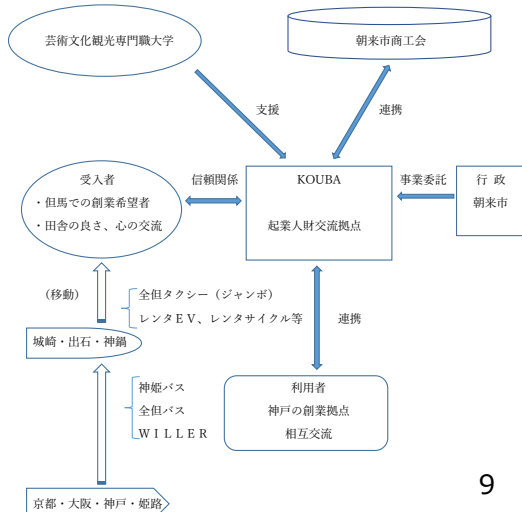 芸術文化観光専門職大学
朝来市商工会
支援
連携
受入者
・但馬での創業希望者
・田舎の良さ、心の交流
信頼関係
KOUBA
起業人財交流拠点
事業委託
行 政
朝来市
（移動）
全但タクシー（ジャンボ）
レンタＥＶ、レンタサイクル等
連携
城崎・出石・神鍋
神姫バス
全但バス
ＷＩＬＬＥＲ
利用者
神戸の創業拠点
相互交流
京都・大阪・神戸・姫路
9